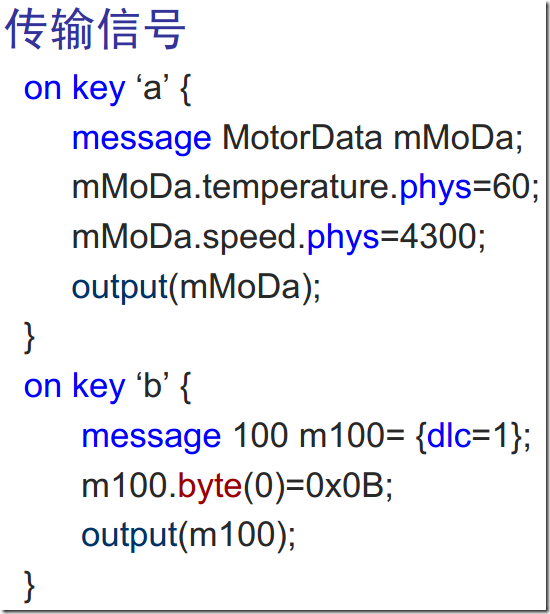 传输信号
on key ‘a’ {
message MotorData mMoDa;
mMoDa.temperature.phys=60;
mMoDa.speed.phys=4300;
output(mMoDa);
}
on key ‘b’ {
message 100 m100= {dlc=1};
m100.byte(0)=0x0B;
output(m100);
}